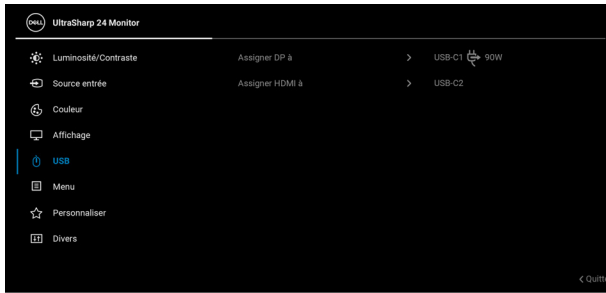 DELL UltraSharp 24 Monitor
Luminosité/Contraste Assigner DP à > USB-C1 90W
Source entrée Assigner HDMI à > USB-C2
Couleur
Affichage
USB
Menu
Personnaliser
Divers
< Quitte